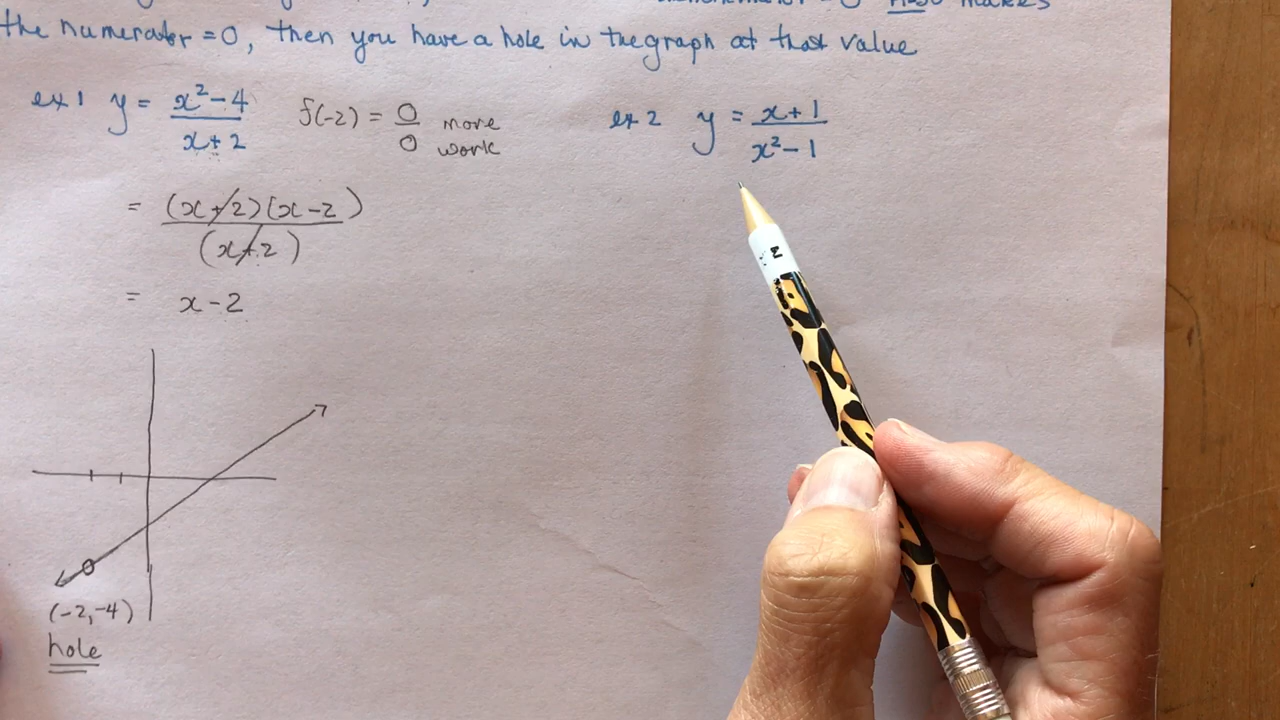 the numerator = 0, then you have a hole in the graph at that value
ex 1 y = (x² - 4)/(x + 2)
f(-2) = 0/0 more work
= (x+2)(x-2)/(x+2)
= x - 2
(-2,-4)
hole
ex 2 y = (x + 1)/(x² - 1)